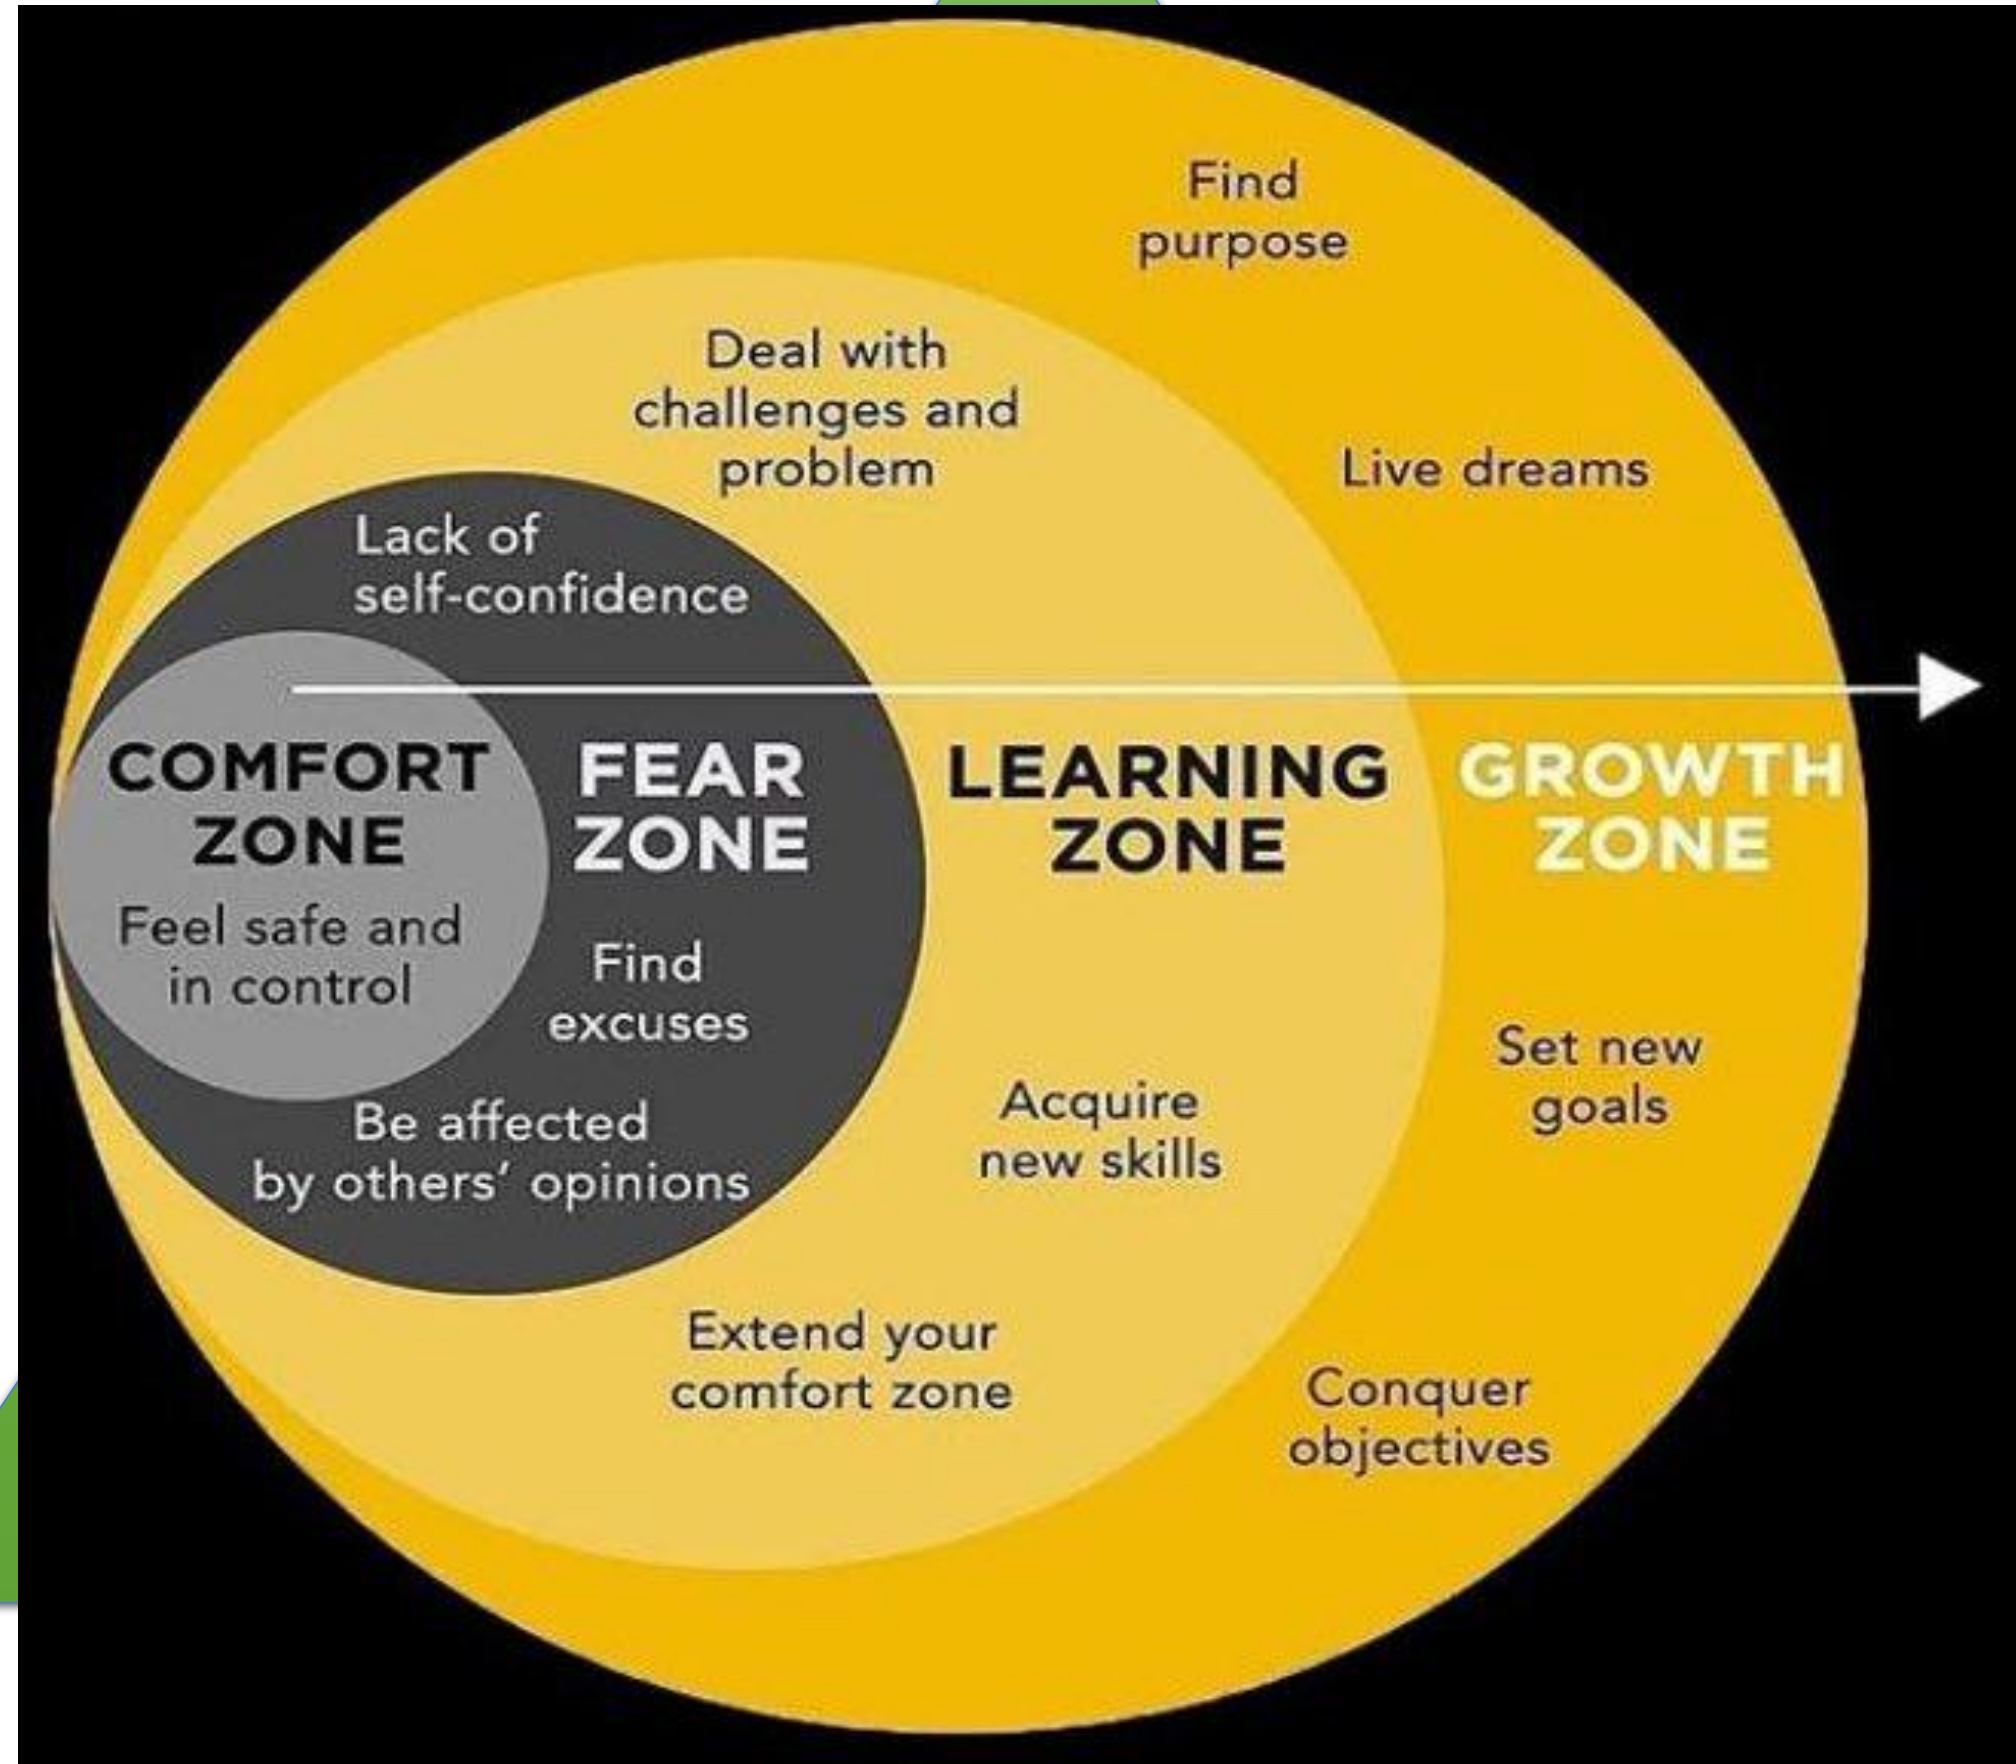 Find
purpose
Deal with
challenges and
problem
Live dreams
Lack of
self-confidence
COMFORT
ZONE
Feel safe and
in control
FEAR
ZONE
Find
excuses
Be affected
by others’ opinions
LEARNING
ZONE
Acquire
new skills
Extend your
comfort zone
GROWTH
ZONE
Set new
goals
Conquer
objectives